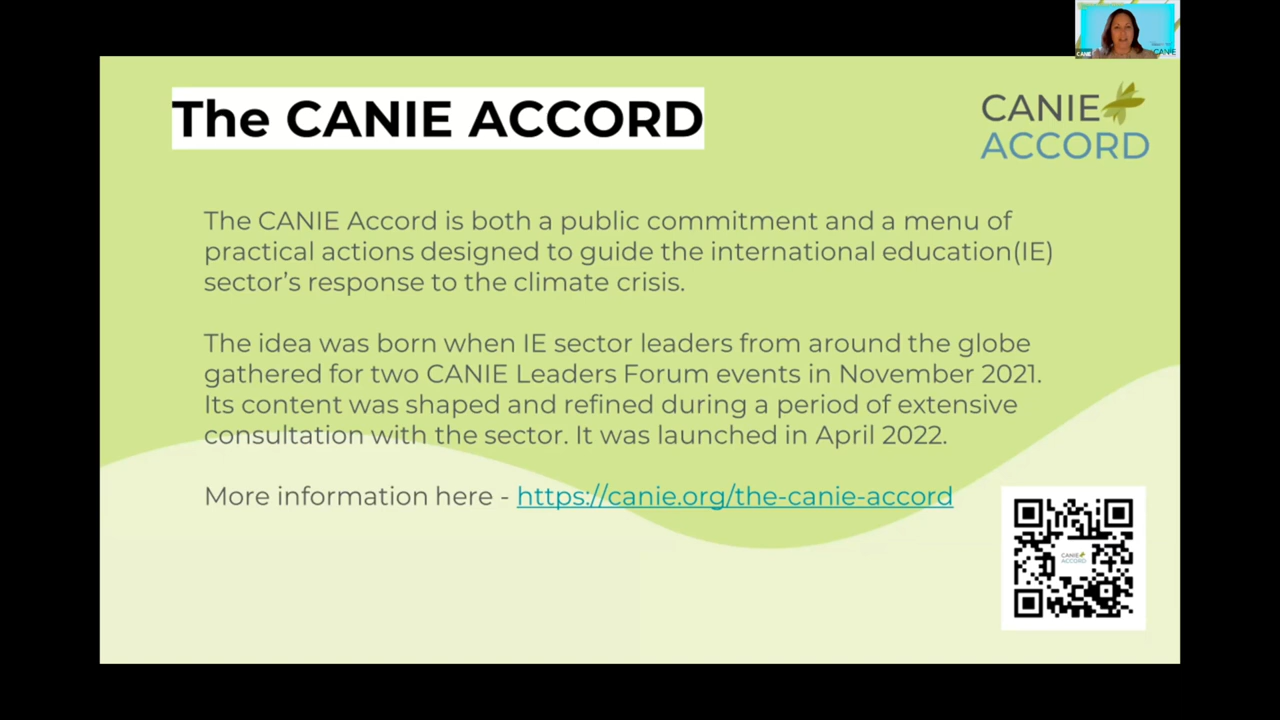 CANIE
CANIE
The CANIE ACCORD
CANIE
ACCORD
The CANIE Accord is both a public commitment and a menu of
practical actions designed to guide the international education(IE)
sector’s response to the climate crisis.
The idea was born when IE sector leaders from around the globe
gathered for two CANIE Leaders Forum events in November 2021.
Its content was shaped and refined during a period of extensive
consultation with the sector. It was launched in April 2022.
More information here - https://canie.org/the-canie-accord
CANIE
ACCORD